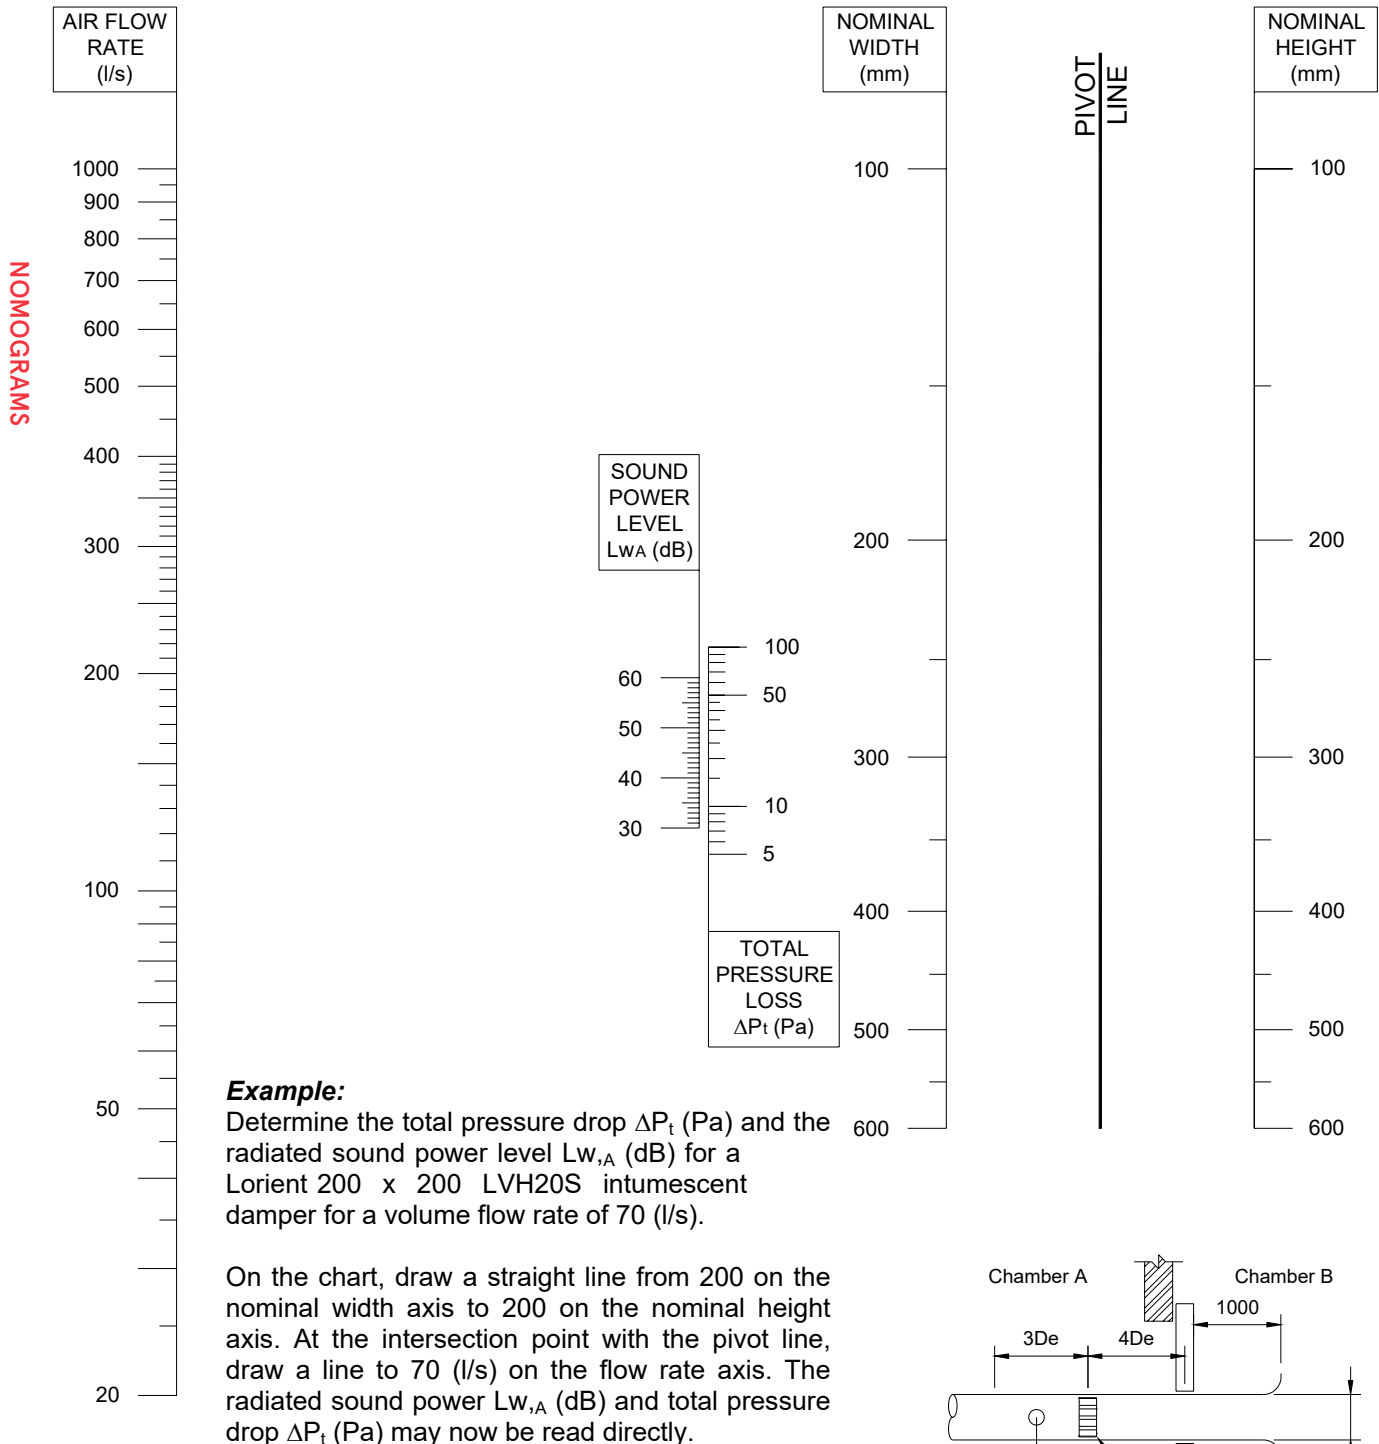 AIR FLOW
RATE
(l/s)
NOMINAL
WIDTH
(mm)
PIVOT
LINE
NOMINAL
HEIGHT
(mm)
NOMOGRAMS
1000
900
800
700
600
500
400
300
200
100
50
20
SOUND
POWER
LEVEL
LwA (dB)
60
50
40
30
100
50
10
5
TOTAL
PRESSURE
LOSS
ΔPt (Pa)
100
200
300
400
500
600
100
200
300
400
500
600
Example:
Determine the total pressure drop ΔPt (Pa) and the
radiated sound power level Lw,A (dB) for a
Lorient 200 x 200 LVH20S intumescent
damper for a volume flow rate of 70 (l/s).
On the chart, draw a straight line from 200 on the
nominal width axis to 200 on the nominal height
axis. At the intersection point with the pivot line,
draw a line to 70 (l/s) on the flow rate axis. The
radiated sound power Lw,A (dB) and total pressure
drop ΔPt (Pa) may now be read directly.
Chamber A
Chamber B
1000
3De
4De